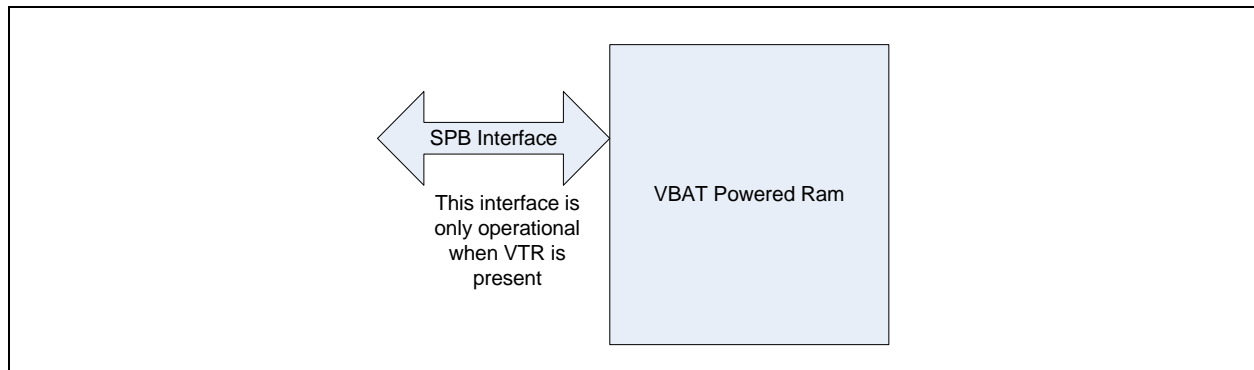 SPB Interface
This interface is
only operational
when VTR is
present
VBAT Powered Ram